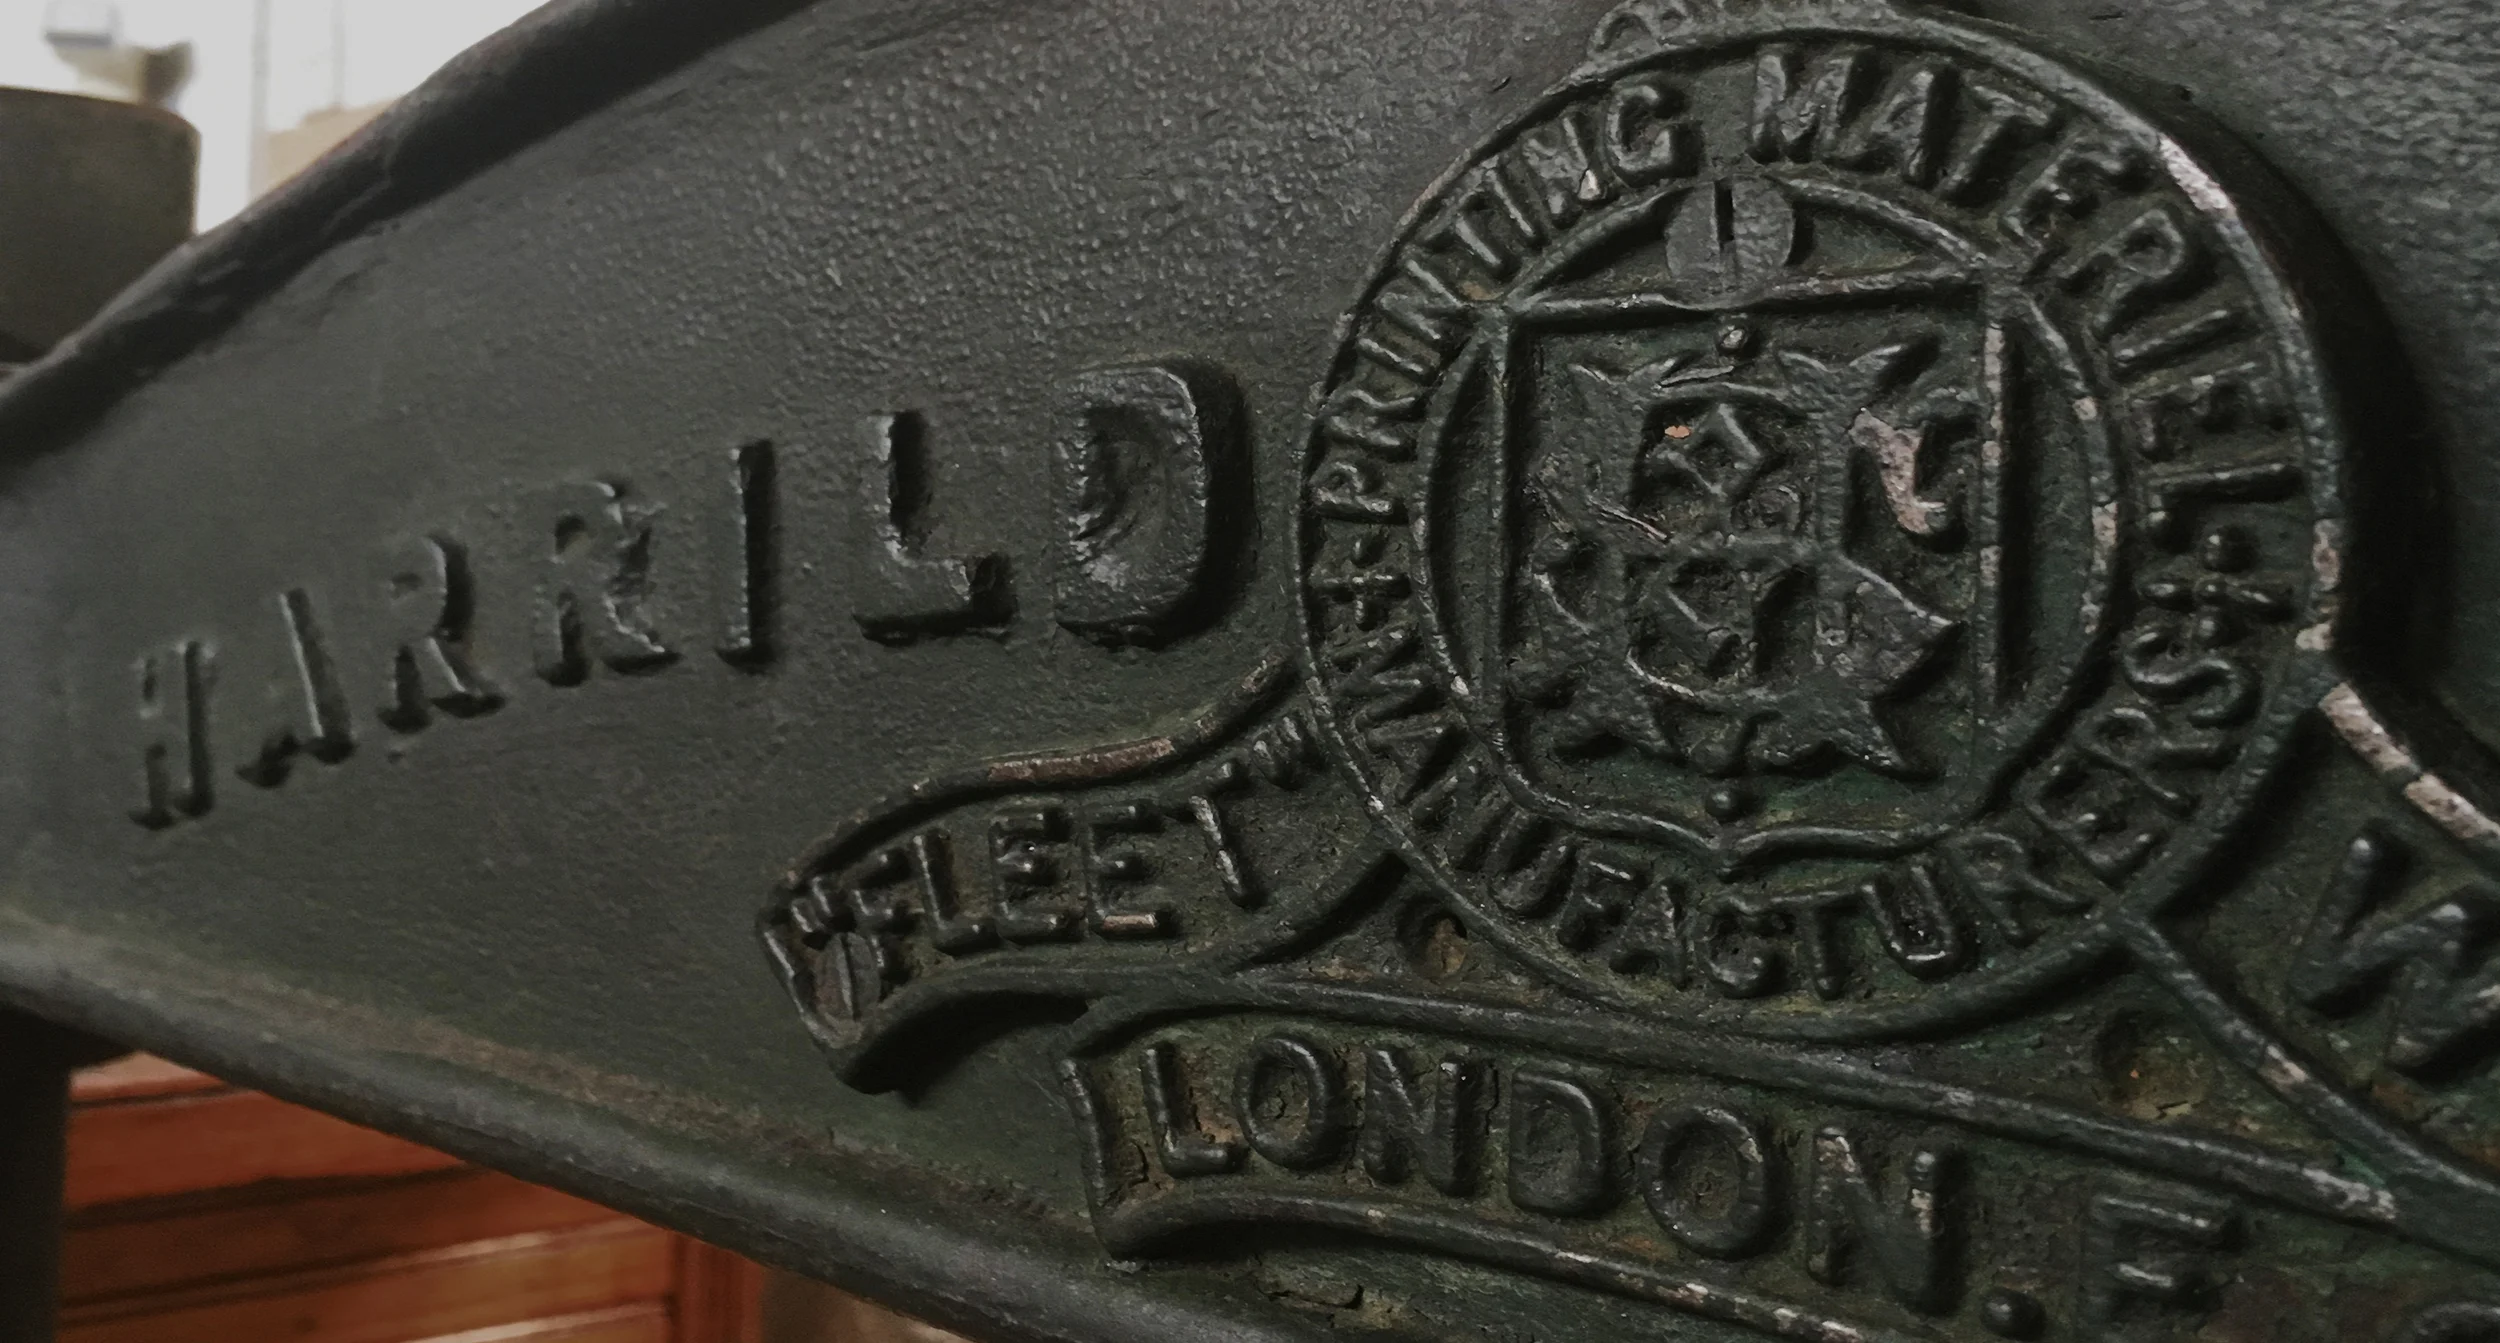 HARRILD
PRINTING MATERIEL
MANUFACTURERS
"FLEET"
W
LONDON. E